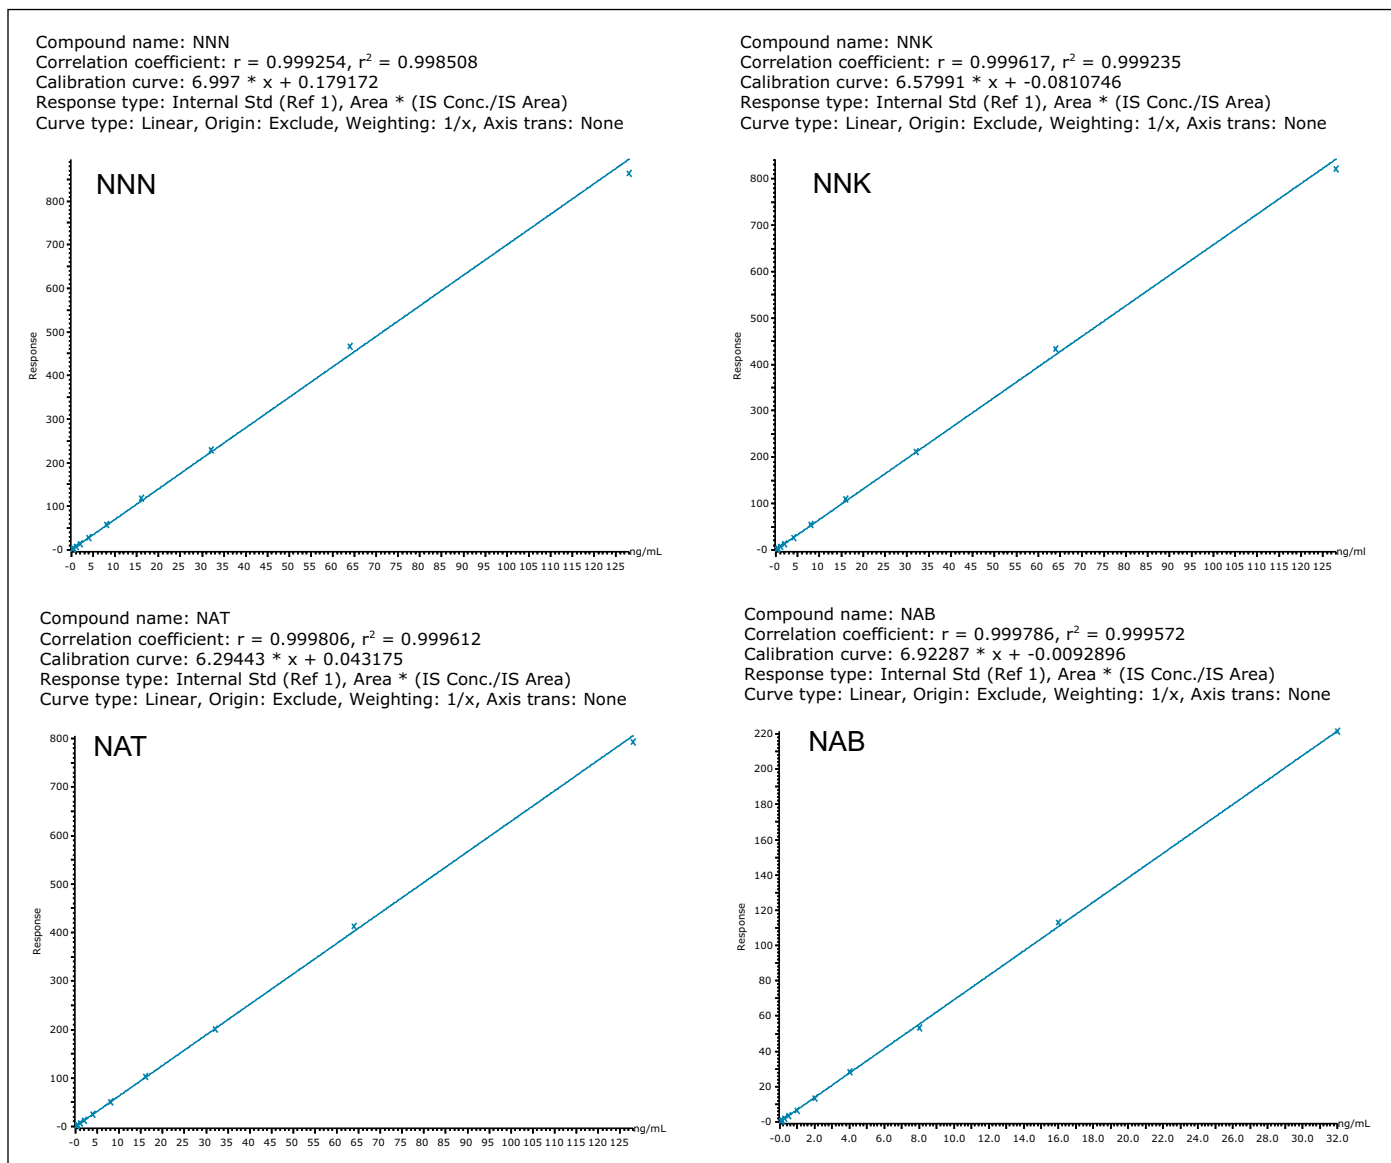 Compound name: NNN
Correlation coefficient: r = 0.999254, r² = 0.998508
Calibration curve: 6.997 * x + 0.179172
Response type: Internal Std (Ref 1), Area * (IS Conc./IS Area)
Curve type: Linear, Origin: Exclude, Weighting: 1/x, Axis trans: None
NNN
800
700
600
500
400
300
200
100
-0
Response
-0 5 10 15 20 25 30 35 40 45 50 55 60 65 70 75 80 85 90 95 100 105 110 115 120 125
ng/mL
Compound name: NNK
Correlation coefficient: r = 0.999617, r² = 0.999235
Calibration curve: 6.57991 * x + -0.0810746
Response type: Internal Std (Ref 1), Area * (IS Conc./IS Area)
Curve type: Linear, Origin: Exclude, Weighting: 1/x, Axis trans: None
NNK
800
700
600
500
400
300
200
100
-0
Response
-0 5 10 15 20 25 30 35 40 45 50 55 60 65 70 75 80 85 90 95 100 105 110 115 120 125
ng/ml
Compound name: NAT
Correlation coefficient: r = 0.999806, r² = 0.999612
Calibration curve: 6.29443 * x + 0.043175
Response type: Internal Std (Ref 1), Area * (IS Conc./IS Area)
Curve type: Linear, Origin: Exclude, Weighting: 1/x, Axis trans: None
NAT
800
700
600
500
400
300
200
100
-0
Response
-0 5 10 15 20 25 30 35 40 45 50 55 60 65 70 75 80 85 90 95 100 105 110 115 120 125
ng/mL
Compound name: NAB
Correlation coefficient: r = 0.999786, r² = 0.999572
Calibration curve: 6.92287 * x + -0.0092896
Response type: Internal Std (Ref 1), Area * (IS Conc./IS Area)
Curve type: Linear, Origin: Exclude, Weighting: 1/x, Axis trans: None
NAB
220
200
180
160
140
120
100
80
60
40
20
-0
Response
-0.0 2.0 4.0 6.0 8.0 10.0 12.0 14.0 16.0 18.0 20.0 22.0 24.0 26.0 28.0 30.0 32.0
ng/mL